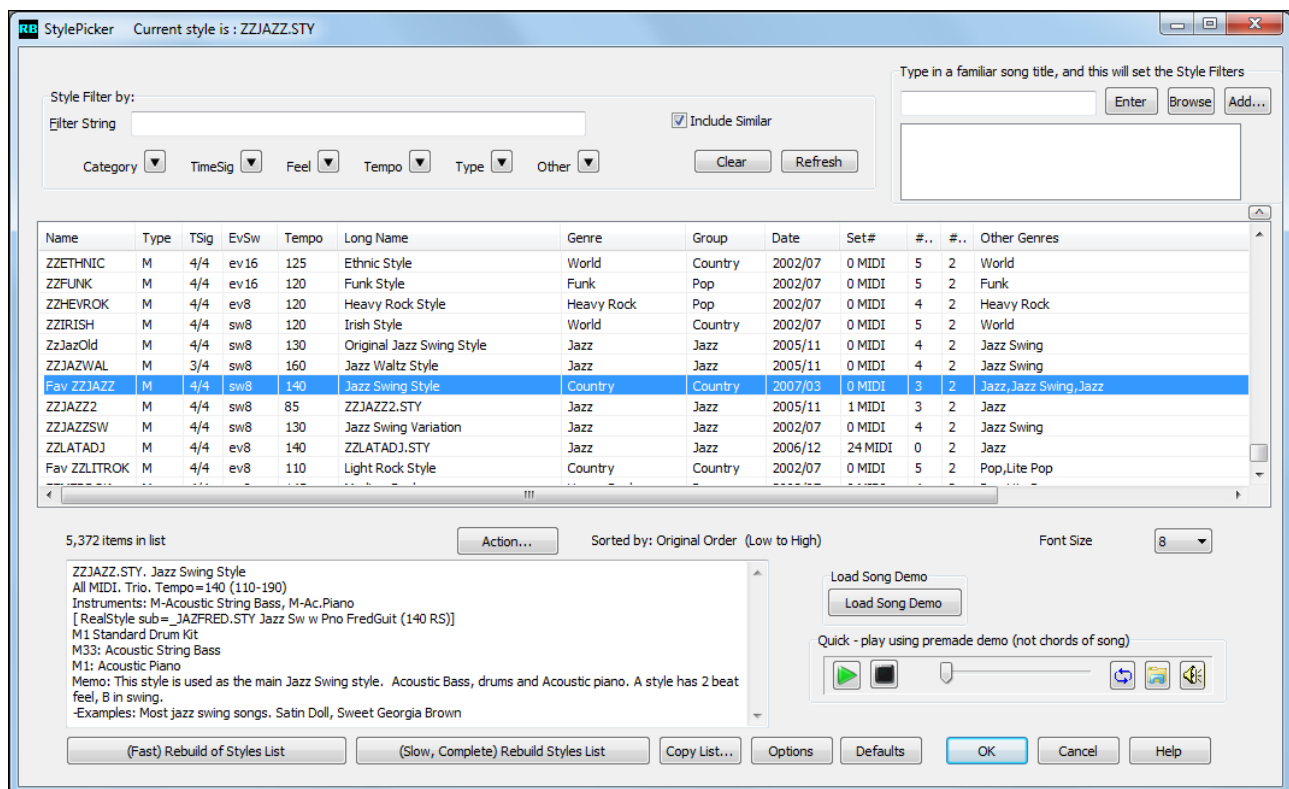 RB StylePicker Current style is : ZZJAZZ.STY
Type in a familiar song title, and this will set the Style Filters
Enter Browse Add...
Style Filter by:
Filter String
Include Similar
Category TimeSig Feel Tempo Type Other Clear Refresh
Name Type TSig EvSw Tempo Long Name Genre Group Date Set# #.. #.. Other Genres
ZZETHNIC M 4/4 ev16 125 Ethnic Style World Country 2002/07 0 MIDI 5 2 World
ZZFUNK M 4/4 ev16 120 Funk Style Funk Pop 2002/07 0 MIDI 5 2 Funk
ZZHEVROK M 4/4 ev8 120 Heavy Rock Style Heavy Rock Pop 2002/07 0 MIDI 4 2 Heavy Rock
ZZIRISH M 4/4 sw8 120 Irish Style World Country 2002/07 0 MIDI 5 2 World
ZzJazOld M 4/4 sw8 130 Original Jazz Swing Style Jazz Jazz 2005/11 0 MIDI 4 2 Jazz Swing
ZZJAZWAL M 3/4 sw8 160 Jazz Waltz Style Jazz Jazz 2005/11 0 MIDI 4 2 Jazz Swing
Fav ZZJAZZ M 4/4 sw8 140 Jazz Swing Style Country Country 2007/03 0 MIDI 3 2 Jazz,Jazz Swing,Jazz
ZZJAZZ2 M 4/4 sw8 85 ZZJAZZ2.STY Jazz Jazz 2005/11 1 MIDI 3 2 Jazz
ZZJAZZSW M 4/4 sw8 130 Jazz Swing Variation Jazz Jazz 2002/07 0 MIDI 4 2 Jazz Swing
ZZLATADJ M 4/4 ev8 140 ZZLATADJ.STY Jazz Jazz 2006/12 24 MIDI 0 2 Jazz
Fav ZZLITROK M 4/4 ev8 110 Light Rock Style Country Country 2002/07 0 MIDI 5 2 Pop,Lite Pop
5,372 items in list Action... Sorted by: Original Order (Low to High) Font Size 8
ZZJAZZ.STY. Jazz Swing Style
All MIDI. Trio. Tempo=140 (110-190)
Instruments: M-Acoustic String Bass, M-Ac.Piano
[ RealStyle sub=_JAZFRED.STY Jazz Sw w Pno FredGuit (140 RS)]
M1 Standard Drum Kit
M33: Acoustic String Bass
M1: Acoustic Piano
Memo: This style is used as the main Jazz Swing style. Acoustic Bass, drums and Acoustic piano. A style has 2 beat
feel, B in swing.
-Examples: Most jazz swing songs. Satin Doll, Sweet Georgia Brown
Load Song Demo
Load Song Demo
Quick - play using premade demo (not chords of song)
(Fast) Rebuild of Styles List (Slow, Complete) Rebuild Styles List Copy List... Options Defaults OK Cancel Help